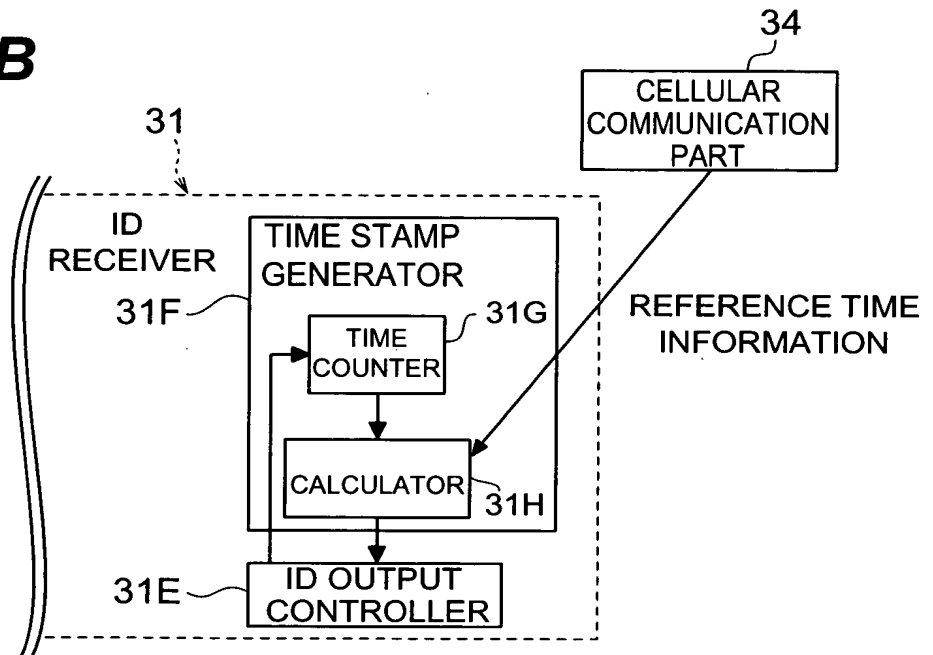 B
34
CELLULAR
COMMUNICATION
PART
31
ID
RECEIVER
TIME STAMP
GENERATOR
31F
31G
TIME
COUNTER
REFERENCE TIME
INFORMATION
CALCULATOR
31H
31E
ID OUTPUT
CONTROLLER